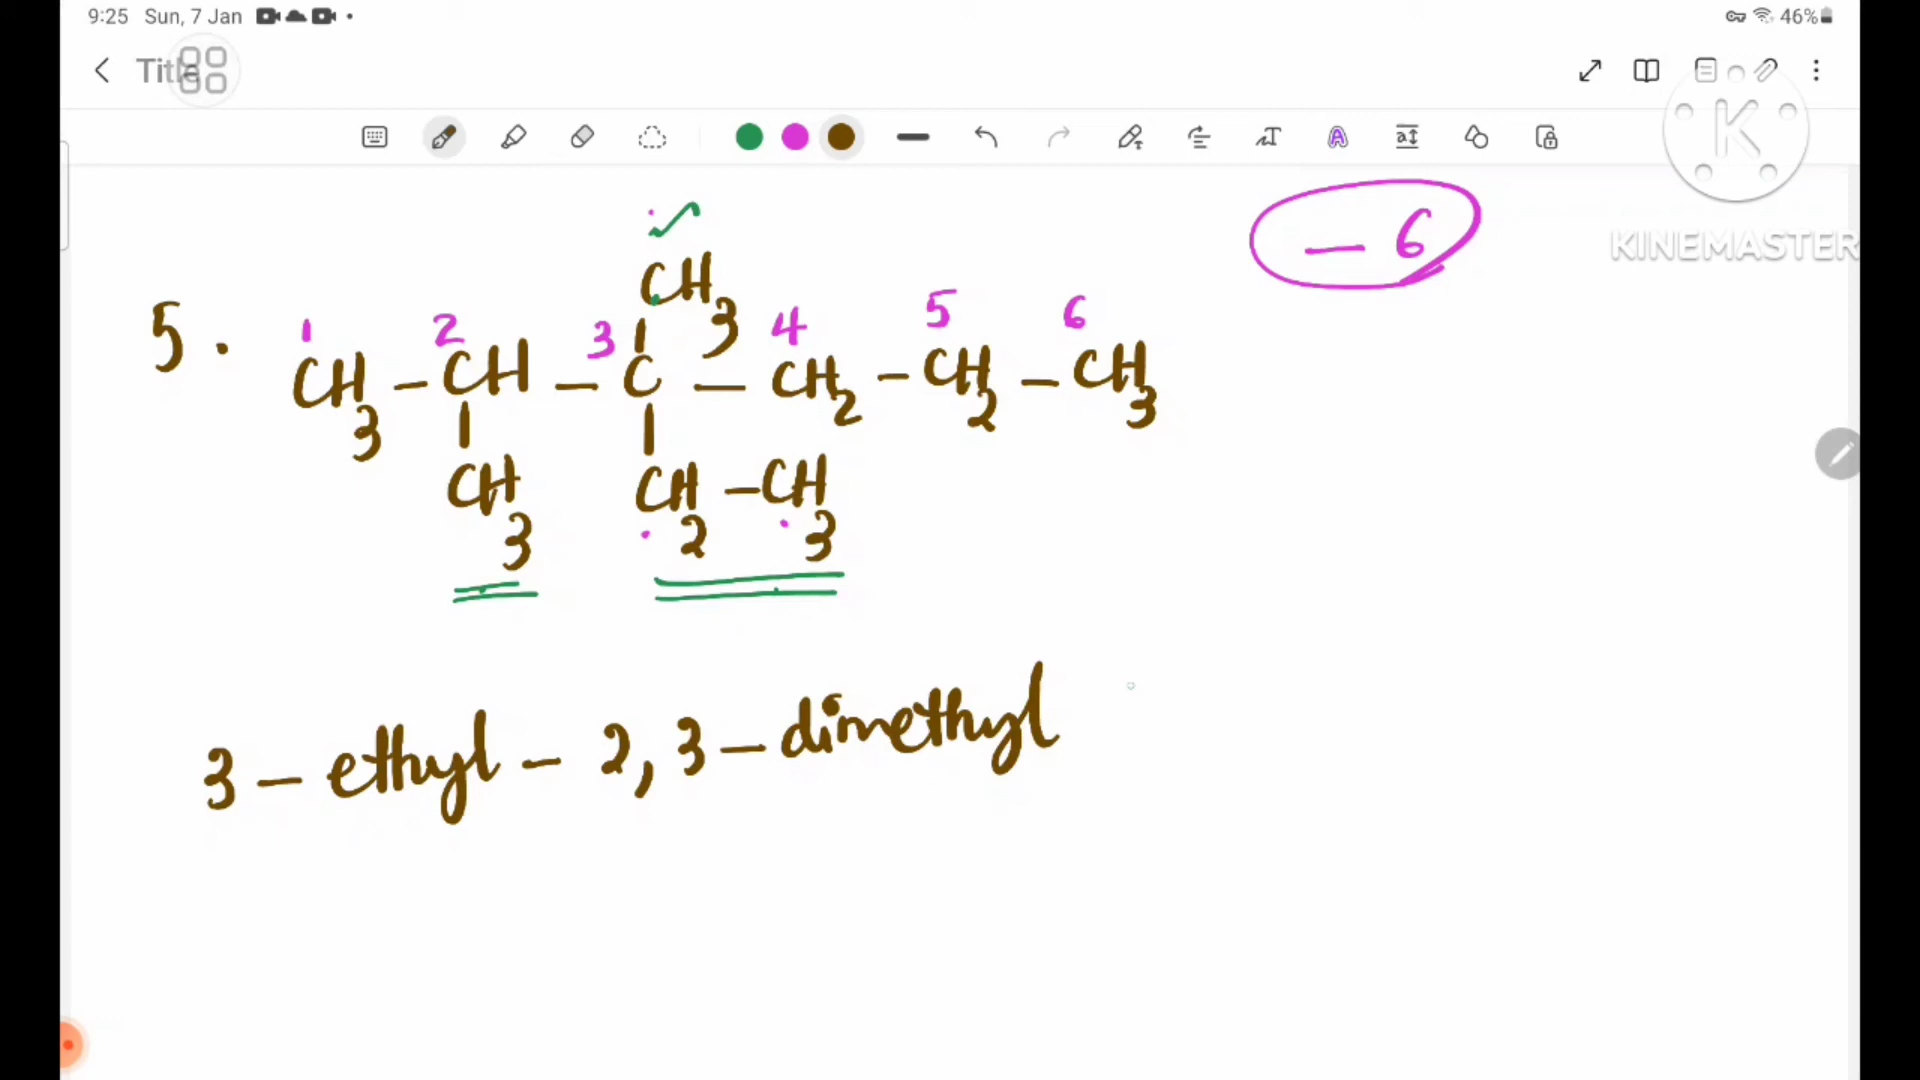 9:25 Sun, 7 Jan
46%
Title
K
KINEMASTER
— 6
CH3
5.
1 2 3 4 5 6
CH3 – CH – C – CH2 – CH2 – CH3
CH3 CH2 – CH3
3 – ethyl – 2, 3 – dimethyl